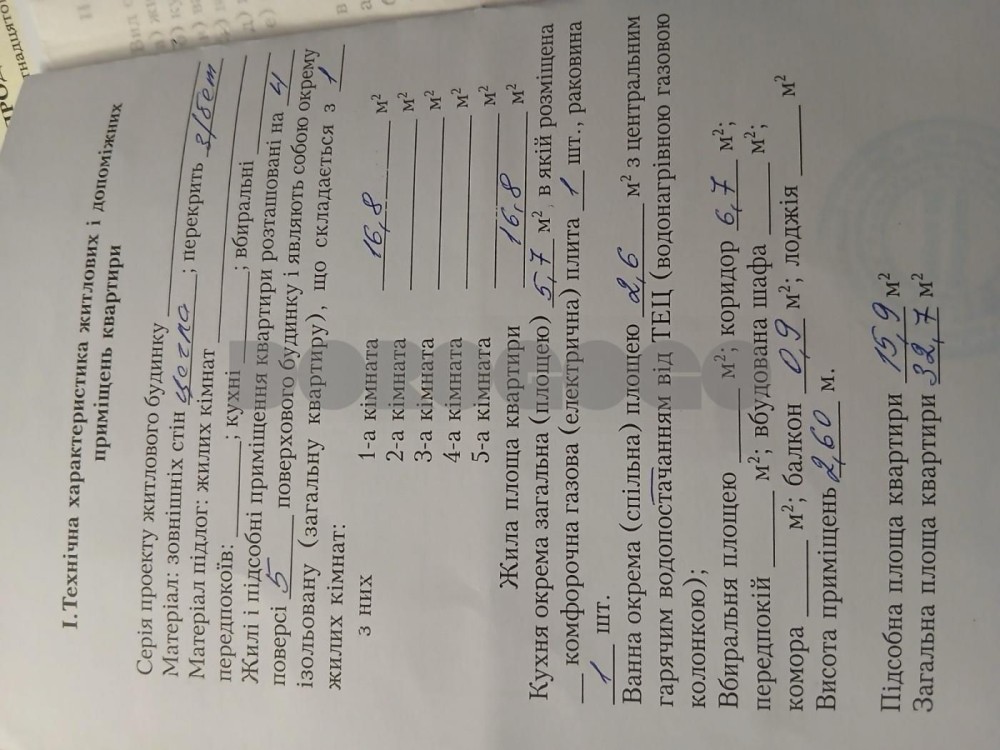 І. Технічна характеристика житлових і допоміжних
приміщень квартири
Серія проекту житлового будинку
Матеріал: зовнішніх стін цегла ; перекрить з/бет
Матеріал підлог: жилих кімнат
передпокоїв: ; кухні ; вбиральні
Жилі і підсобні приміщення квартири розташовані на 4
поверсі 5 поверхового будинку і являють собою окрему
ізольовану (загальну квартиру), що складається з 1
жилих кімнат:
з них
1-а кімната 16,8 м²
2-а кімната м²
3-а кімната м²
4-а кімната м²
5-а кімната м²
Жила площа квартири 16,8 м²
Кухня окрема загальна (площею) 5,7 м², в якій розміщена
комфорочна газова (електрична) плита 1 шт., раковина
1 шт.
Ванна окрема (спільна) площею 2,6 м² з центральним
гарячим водопостачанням від ТЕЦ (водонагрівною газовою
колонкою);
Вбиральня площею м²; коридор 6,7 м²;
передпокій м²; вбудована шафа м²;
комора м²; балкон 0,9 м²; лоджія м²
Висота приміщень 2,60 м.
Підсобна площа квартири 15,9 м²
Загальна площа квартири 32,7 м²
DOROGOGO